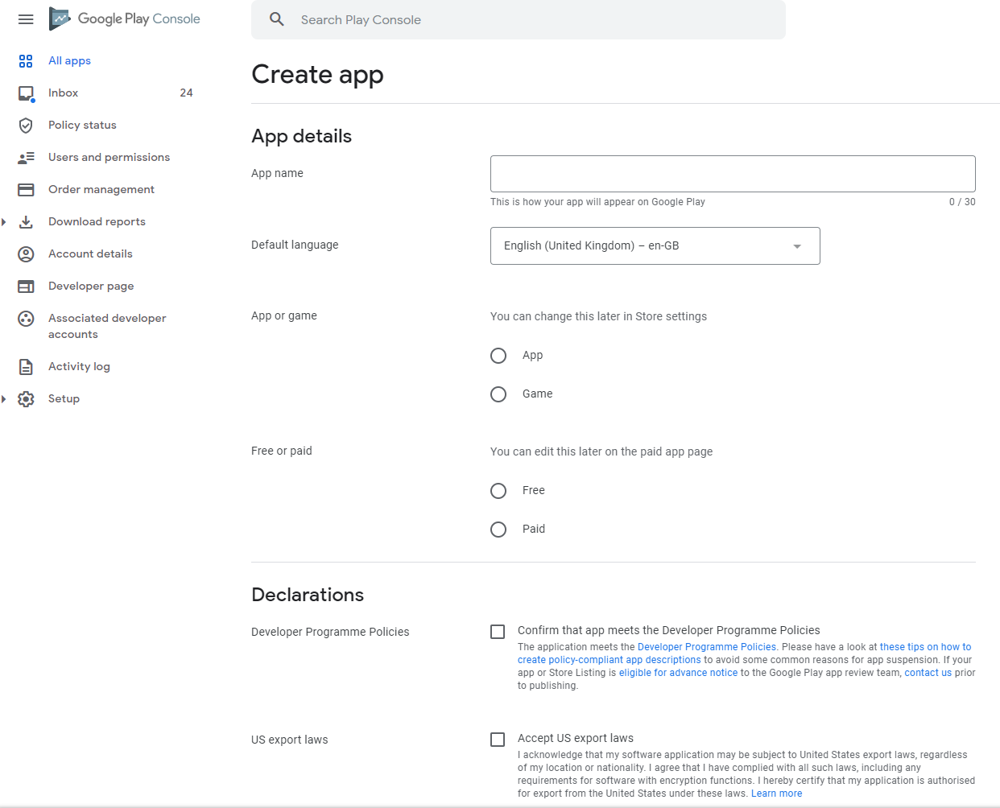 Google Play Console
Search Play Console
All apps
Inbox 24
Policy status
Users and permissions
Order management
Download reports
Account details
Developer page
Associated developer
accounts
Activity log
Setup
Create app
App details
App name
This is how your app will appear on Google Play 0 / 30
Default language
English (United Kingdom) – en-GB
App or game
You can change this later in Store settings
App
Game
Free or paid
You can edit this later on the paid app page
Free
Paid
Declarations
Developer Programme Policies
Confirm that app meets the Developer Programme Policies
The application meets the Developer Programme Policies. Please have a look at these tips on how to
create policy-compliant app descriptions to avoid some common reasons for app suspension. If your
app or Store Listing is eligible for advance notice to the Google Play app review team, contact us prior
to publishing.
US export laws
Accept US export laws
I acknowledge that my software application may be subject to United States export laws, regardless
of my location or nationality. I agree that I have complied with all such laws, including any
requirements for software with encryption functions. I hereby certify that my application is authorised
for export from the United States under these laws. Learn more